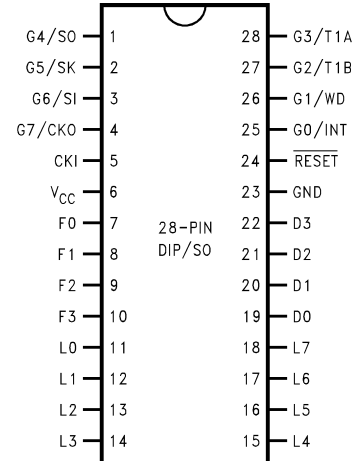 G4/SO 1 28 G3/T1A
G5/SK 2 27 G2/T1B
G6/SI 3 26 G1/WD
G7/CKO 4 25 G0/INT
CKI 5 24 RESET
VCC 6 23 GND
F0 7 22 D3
28-PIN
F1 8 21 D2
DIP/SO
F2 9 20 D1
F3 10 19 D0
L0 11 18 L7
L1 12 17 L6
L2 13 16 L5
L3 14 15 L4